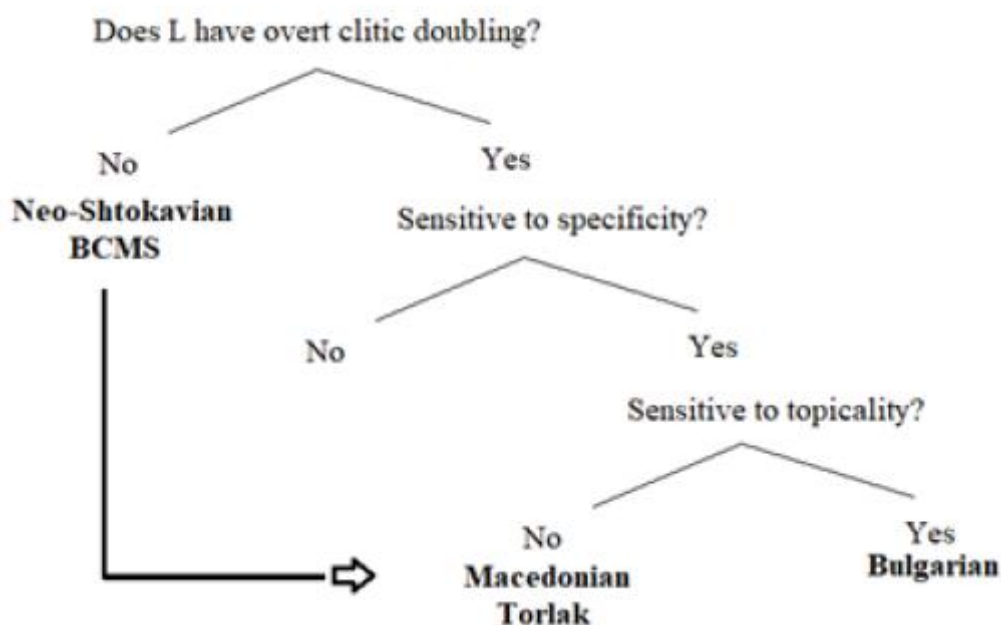 Does L have overt clitic doubling?
No
Yes
Neo-Shtokavian
BCMS
Sensitive to specificity?
No
Yes
Sensitive to topicality?
No
Yes
Macedonian
Torlak
Bulgarian